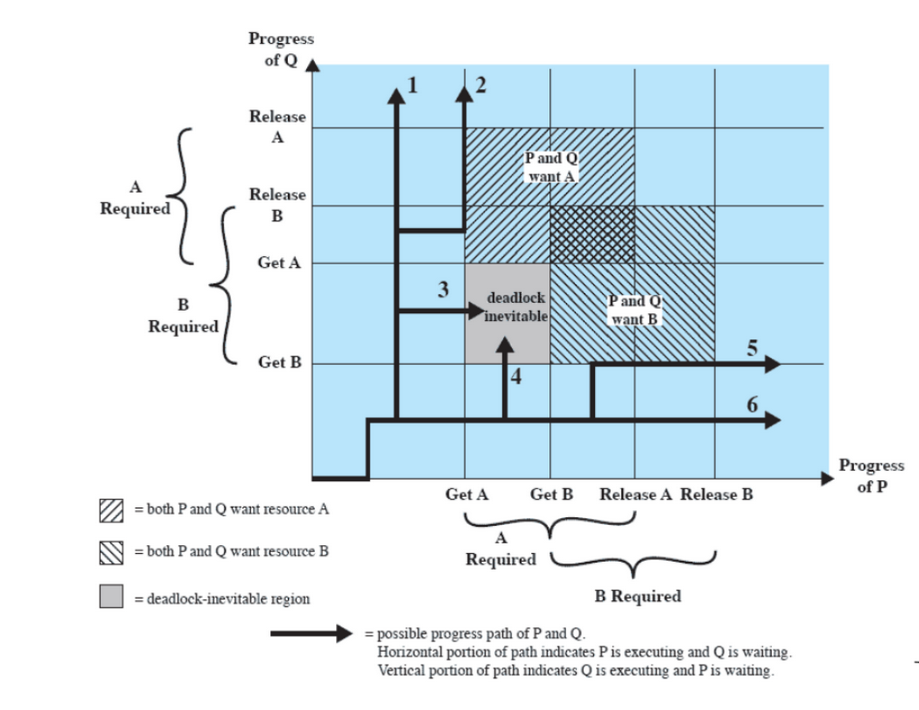 Progress
of Q
1
2
Release
A
P and Q
want A
A
Required
Release
B
Get A
3
deadlock
inevitable
P and Q
want B
B
Required
Get B
4
5
6
Progress
of P
Get A
Get B
Release A
Release B
A
Required
B Required
= both P and Q want resource A
= both P and Q want resource B
= deadlock-inevitable region
= possible progress path of P and Q.
Horizontal portion of path indicates P is executing and Q is waiting.
Vertical portion of path indicates Q is executing and P is waiting.